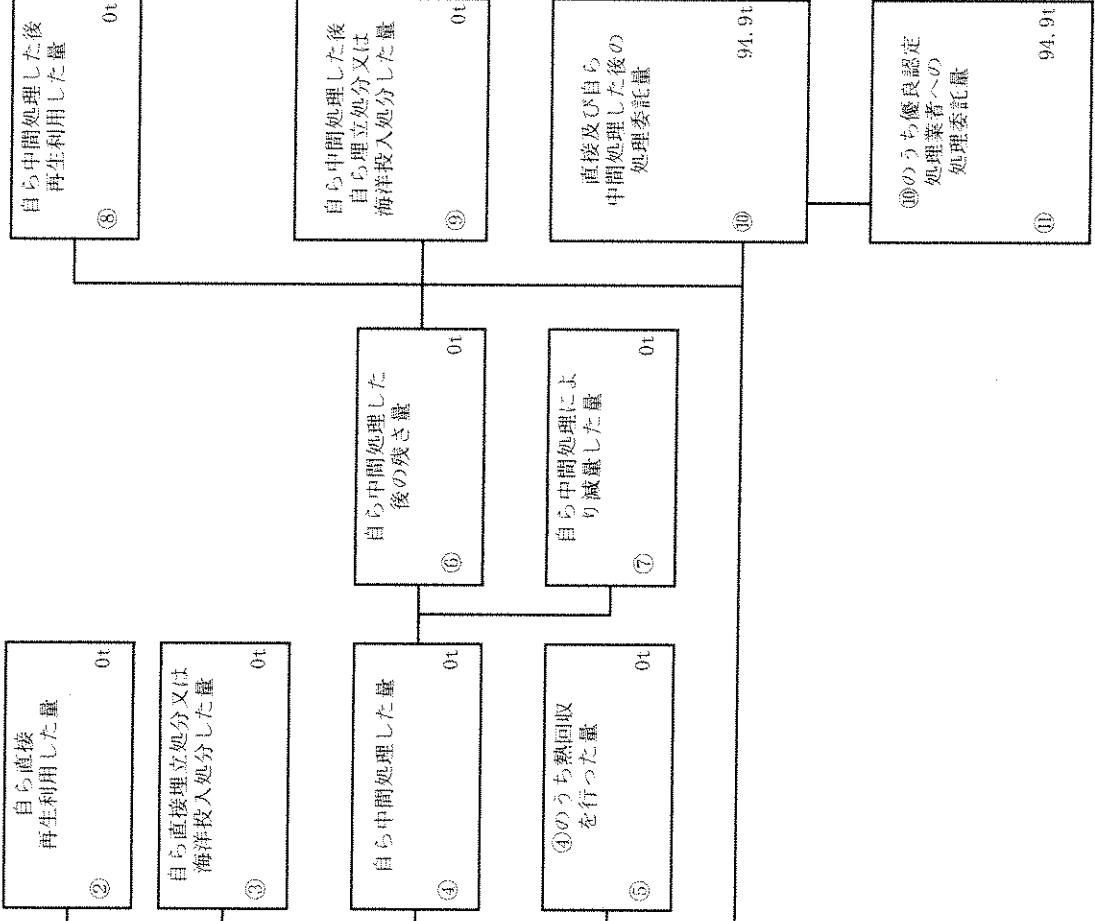 自ら直接
再生利用した量
② 0t
自ら直接埋立処分又は
海洋投入処分した量
③ 0t
自ら中間処理した量
④ 0t
④のうち熱回収
を行った量
⑤ 0t
自ら中間処理した
後の残さ量
⑥ 0t
自ら中間処理によ
り減量した量
⑦ 0t
自ら中間処理した後
再生利用した量
⑧ 0t
自ら中間処理した後
自ら埋立処分又は
海洋投入処分した量
⑨ 0t
直接及び自ら
中間処理した後の
処理委託量
⑩ 94.9t
⑩のうち優良認定
処理業者への
処理委託量
⑪ 94.9t